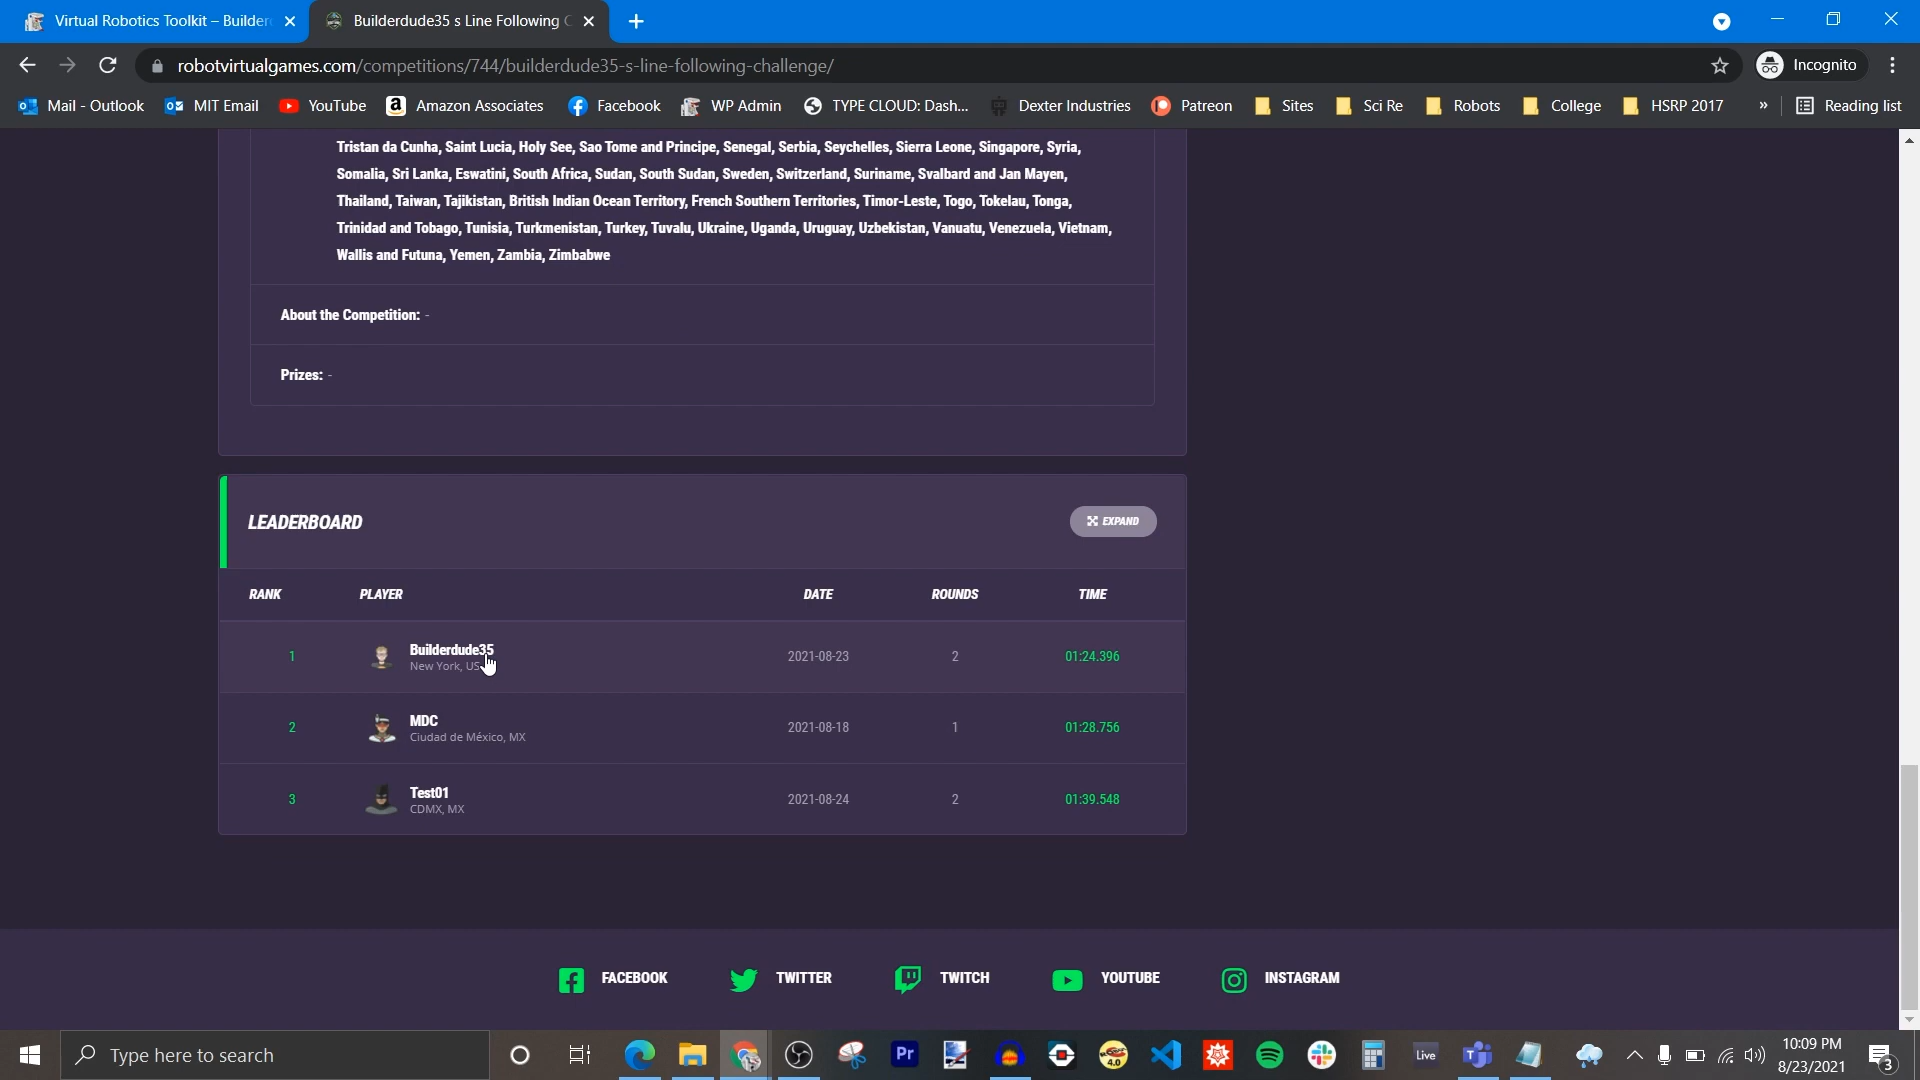 Virtual Robotics Toolkit – Builder
Builderdude35 s Line Following C
robotvirtualgames.com/competitions/744/builderdude35-s-line-following-challenge/
Incognito
Mail - Outlook
MIT Email
YouTube
Amazon Associates
Facebook
WP Admin
TYPE CLOUD: Dash...
Dexter Industries
Patreon
Sites
Sci Re
Robots
College
HSRP 2017
»
Reading list
Tristan da Cunha, Saint Lucia, Holy See, Sao Tome and Principe, Senegal, Serbia, Seychelles, Sierra Leone, Singapore, Syria,
Somalia, Sri Lanka, Eswatini, South Africa, Sudan, South Sudan, Sweden, Switzerland, Suriname, Svalbard and Jan Mayen,
Thailand, Taiwan, Tajikistan, British Indian Ocean Territory, French Southern Territories, Timor-Leste, Togo, Tokelau, Tonga,
Trinidad and Tobago, Tunisia, Turkmenistan, Turkey, Tuvalu, Ukraine, Uganda, Uruguay, Uzbekistan, Vanuatu, Venezuela, Vietnam,
Wallis and Futuna, Yemen, Zambia, Zimbabwe
About the Competition: -
Prizes: -
LEADERBOARD
EXPAND
RANK PLAYER DATE ROUNDS TIME
1 Builderdude35 2021-08-23 2 01:24.396
New York, US
2 MDC 2021-08-18 1 01:28.756
Ciudad de México, MX
3 Test01 2021-08-24 2 01:39.548
CDMX, MX
FACEBOOK TWITTER TWITCH YOUTUBE INSTAGRAM
Type here to search
Pr
4.0
Live
10:09 PM
8/23/2021
3